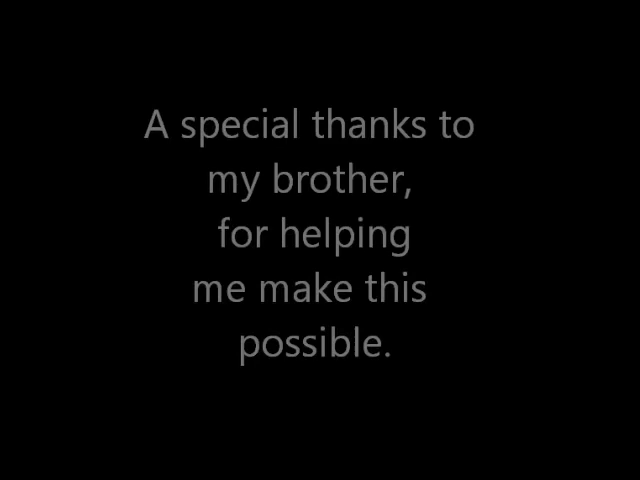 A special thanks to
my brother,
for helping
me make this
possible.